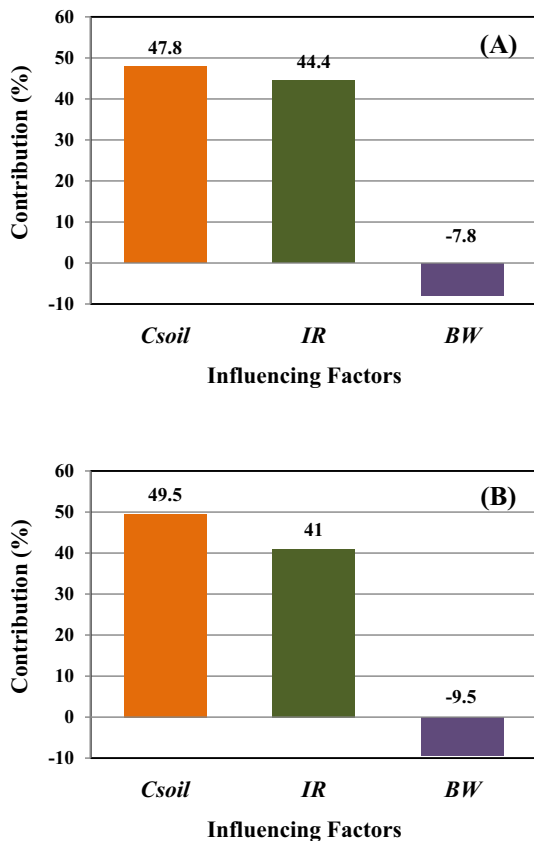 60
(A)
47.8
50
44.4
40
30
20
10
-7.8
0
-10
Contribution (%)
Csoil IR BW
Influencing Factors
60
(B)
49.5
50
41
40
30
20
10
-9.5
0
-10
Contribution (%)
Csoil IR BW
Influencing Factors